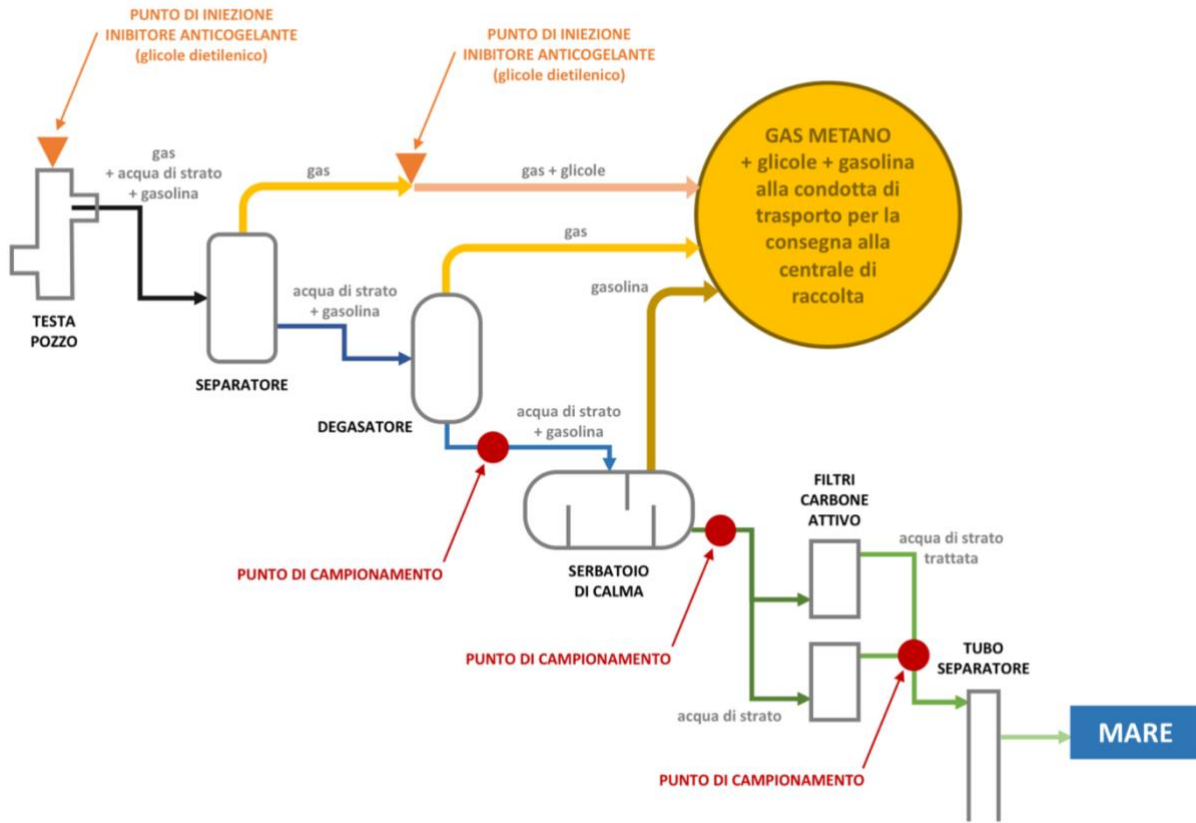 PUNTO DI INIEZIONE
INIBITORE ANTICOGELANTE
(glicole dietilenico)
PUNTO DI INIEZIONE
INIBITORE ANTICOGELANTE
(glicole dietilenico)
gas
+ acqua di strato
+ gasolina
gas
gas + glicole
GAS METANO
+ glicole + gasolina
alla condotta di
trasporto per la
consegna alla
centrale di
raccolta
gas
gasolina
TESTA
POZZO
acqua di strato
+ gasolina
SEPARATORE
DEGASATORE
acqua di strato
+ gasolina
PUNTO DI CAMPIONAMENTO
SERBATOIO
DI CALMA
FILTRI
CARBONE
ATTIVO
acqua di strato
trattata
PUNTO DI CAMPIONAMENTO
acqua di strato
TUBO
SEPARATORE
MARE
PUNTO DI CAMPIONAMENTO